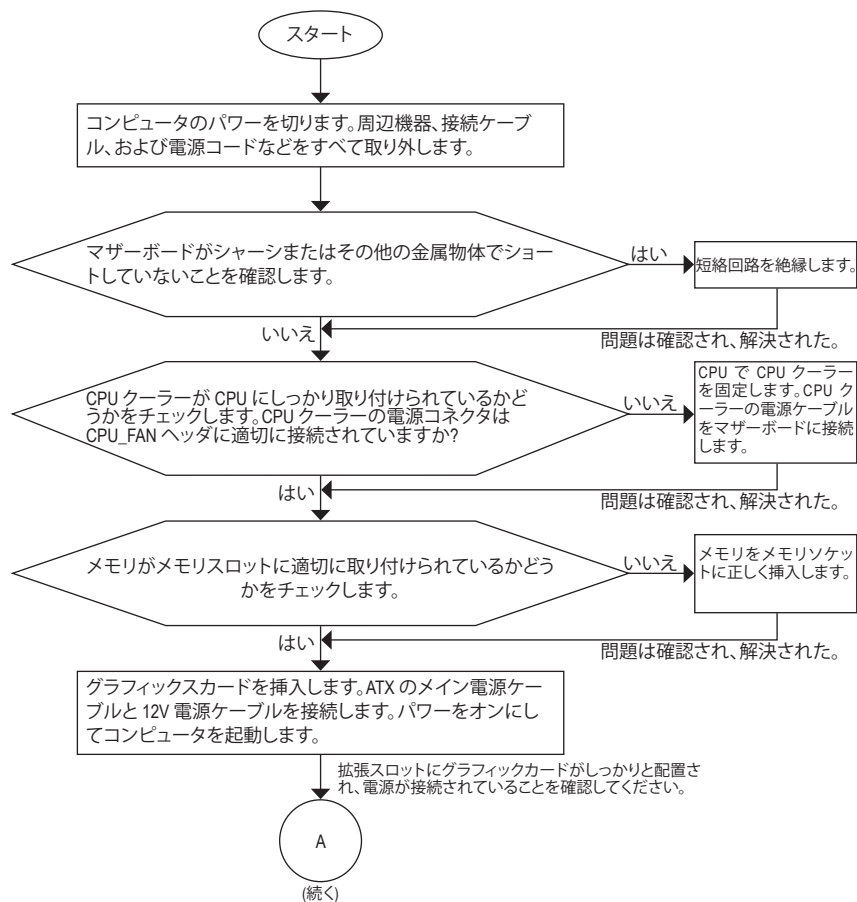 スタート
コンピュータのパワーを切ります。周辺機器、接続ケーブ
ル、および電源コードなどをすべて取り外します。
マザーボードがシャーシまたはその他の金属物体でショー
トしていないことを確認します。
はい
短絡回路を絶縁します。
いいえ
問題は確認され、解決された。
CPU クーラーが CPU にしっかり取り付けられているかど
うかをチェックします。CPU クーラーの電源コネクタは
CPU_FAN ヘッダに適切に接続されていますか?
いいえ
CPU で CPU クーラー
を固定します。CPU ク
ーラーの電源ケーブル
をマザーボードに接続
します。
はい
問題は確認され、解決された。
メモリがメモリスロットに適切に取り付けられているかどう
かをチェックします。
いいえ
メモリをメモリソケッ
トに正しく挿入します。
はい
問題は確認され、解決された。
グラフィックスカードを挿入します。ATX のメイン電源ケー
ブルと 12V 電源ケーブルを接続します。パワーをオンにし
てコンピュータを起動します。
拡張スロットにグラフィックカードがしっかりと配置さ
れ、電源が接続されていることを確認してください。
A
(続く)